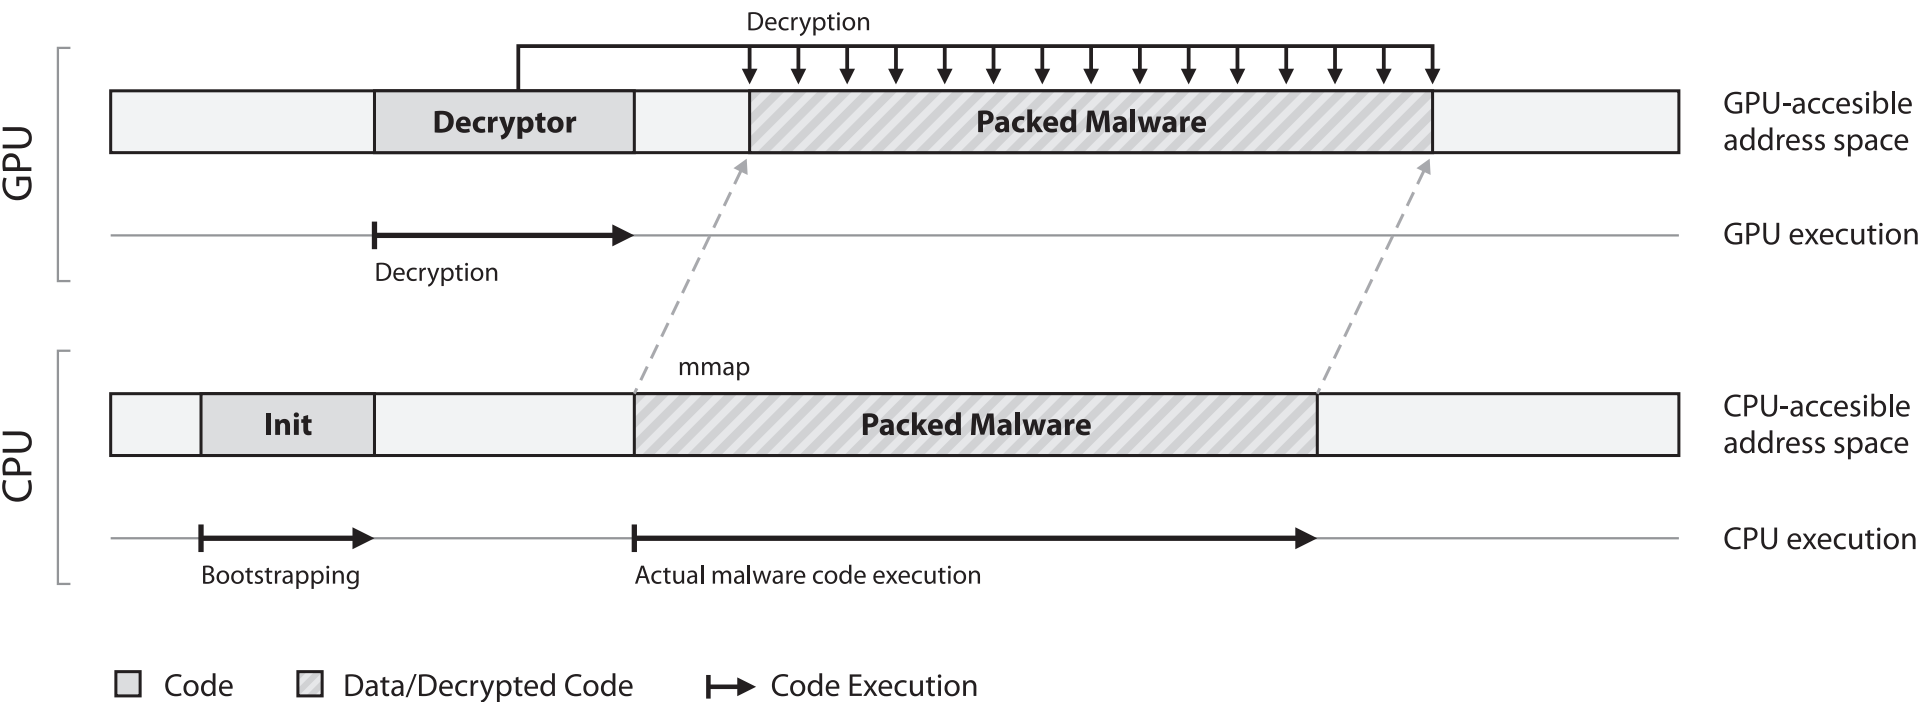 Decryption
GPU
Decryptor
Packed Malware
GPU-accesible
address space
GPU execution
Decryption
mmap
CPU
Init
Packed Malware
CPU-accesible
address space
CPU execution
Bootstrapping
Actual malware code execution
Code
Data/Decrypted Code
Code Execution